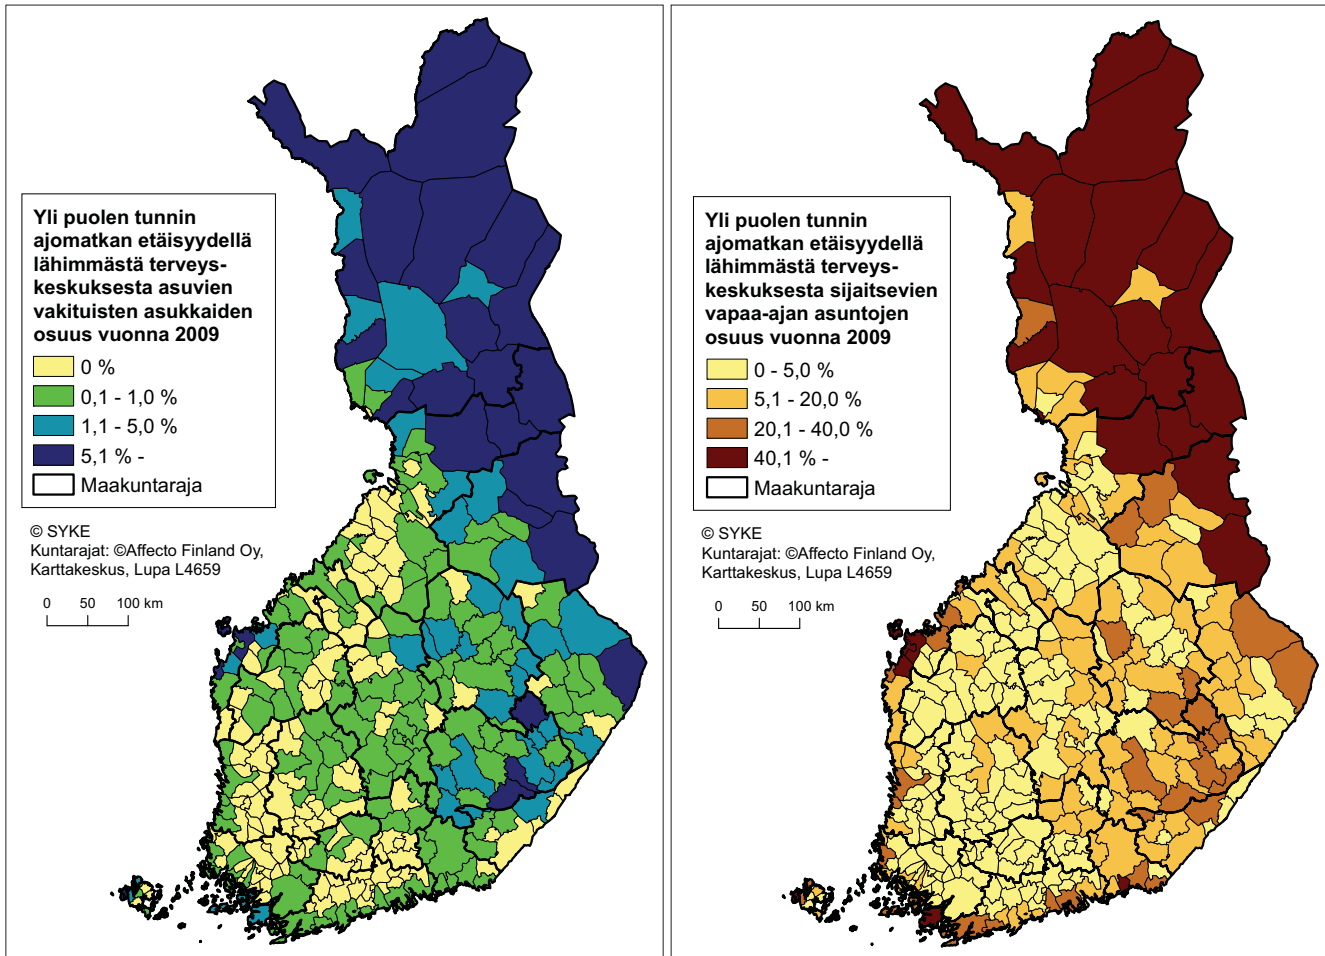 Yli puolen tunnin
ajomatkan etäisyydellä
lähimmästä terveys-
keskuksesta asuvien
vakituisten asukkaiden
osuus vuonna 2009
0 %
0,1 - 1,0 %
1,1 - 5,0 %
5,1 % -
Maakuntaraja
© SYKE
Kuntarajat: ©Affecto Finland Oy,
Karttakeskus, Lupa L4659
0 50 100 km
Yli puolen tunnin
ajomatkan etäisyydellä
lähimmästä terveys-
keskuksesta sijaitsevien
vapaa-ajan asuntojen
osuus vuonna 2009
0 - 5,0 %
5,1 - 20,0 %
20,1 - 40,0 %
40,1 % -
Maakuntaraja
© SYKE
Kuntarajat: ©Affecto Finland Oy,
Karttakeskus, Lupa L4659
0 50 100 km